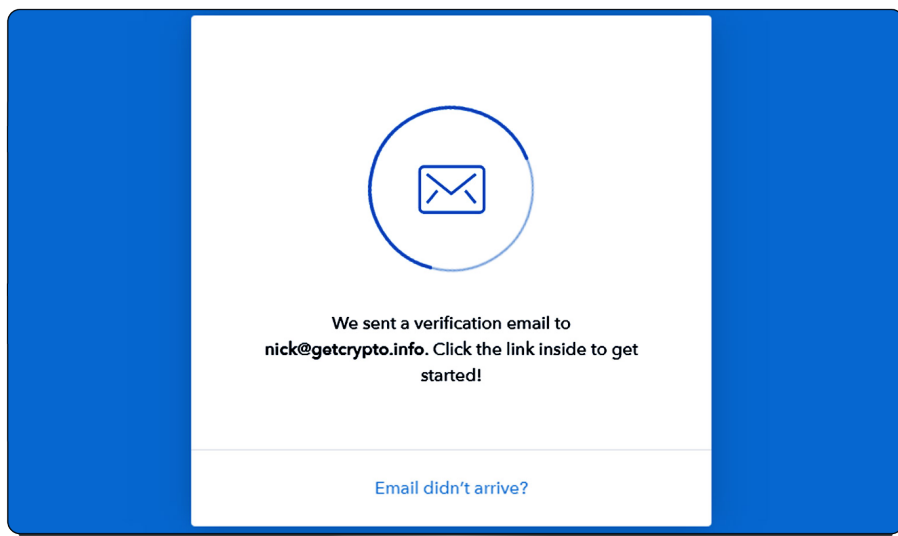 We sent a verification email to
nick@getcrypto.info. Click the link inside to get
started!
Email didn’t arrive?